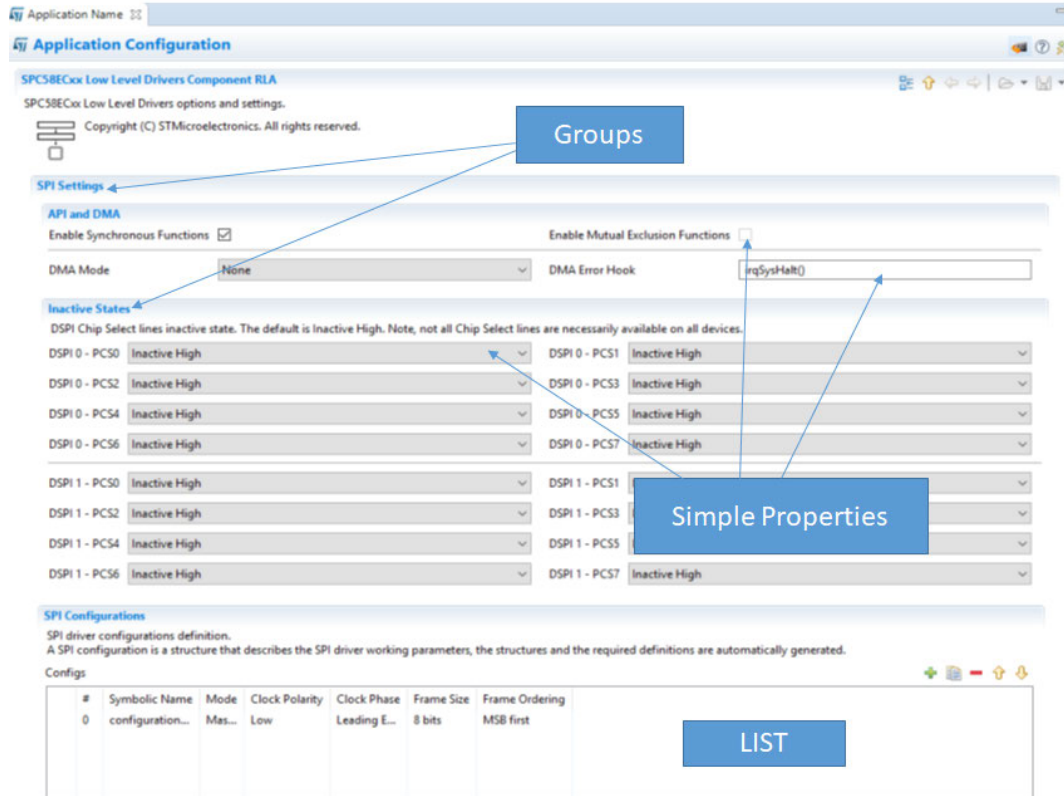 Application Name
Application Configuration
SPC58ECxx Low Level Drivers Component RLA
SPC58ECxx Low Level Drivers options and settings.
Copyright (C) STMicroelectronics. All rights reserved.
Groups
SPI Settings
API and DMA
Enable Synchronous Functions Enable Mutual Exclusion Functions
DMA Mode None DMA Error Hook irqSysHalt()
Inactive States
DSPI Chip Select lines inactive state. The default is Inactive High. Note, not all Chip Select lines are necessarily available on all devices.
DSPI 0 - PCS0 Inactive High DSPI 0 - PCS1 Inactive High
DSPI 0 - PCS2 Inactive High DSPI 0 - PCS3 Inactive High
DSPI 0 - PCS4 Inactive High DSPI 0 - PCS5 Inactive High
DSPI 0 - PCS6 Inactive High DSPI 0 - PCS7 Inactive High
DSPI 1 - PCS0 Inactive High DSPI 1 - PCS1
DSPI 1 - PCS2 Inactive High DSPI 1 - PCS3
Simple Properties
DSPI 1 - PCS4 Inactive High DSPI 1 - PCS5
DSPI 1 - PCS6 Inactive High DSPI 1 - PCS7 Inactive High
SPI Configurations
SPI driver configurations definition.
A SPI configuration is a structure that describes the SPI driver working parameters, the structures and the required definitions are automatically generated.
Configs
# Symbolic Name Mode Clock Polarity Clock Phase Frame Size Frame Ordering
0 configuration... Mas... Low Leading E... 8 bits MSB first
LIST